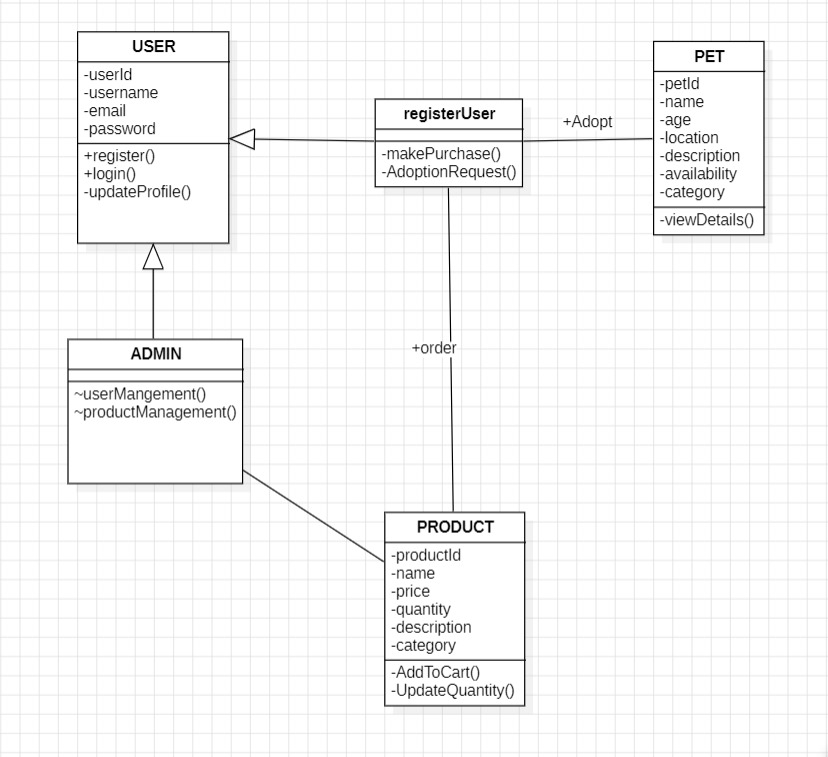 USER
-userId
-username
-email
-password
+register()
+login()
-updateProfile()
registerUser
-makePurchase()
-AdoptionRequest()
+Adopt
PET
-petId
-name
-age
-location
-description
-availability
-category
-viewDetails()
+order
ADMIN
~userMangement()
~productManagement()
PRODUCT
-productId
-name
-price
-quantity
-description
-category
-AddToCart()
-UpdateQuantity()